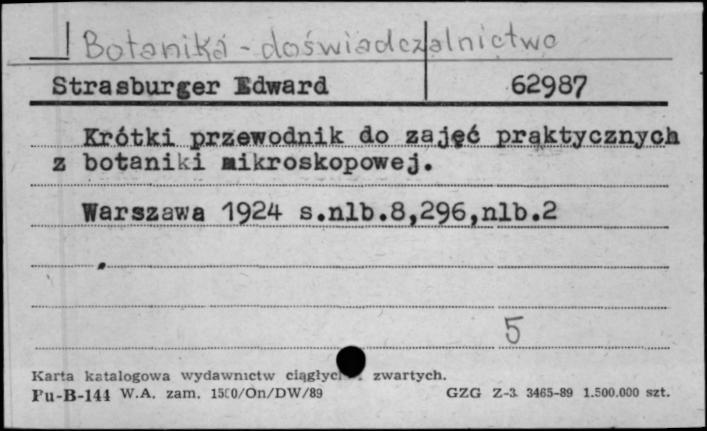 Botanika - doświadczalnictwo
Strasburger Edward 62987
Krótki przewodnik do zajęć praktycznych
z botaniki mikroskopowej.
Warszawa 1924 s.nlb.8,296,nlb.2
5
Karta katalogowa wydawnictw zwartych.
Pu-B-144 W.A. zam. 1500/On/DW/89 GZG Z-3 3465-89 1.500.000 szt.